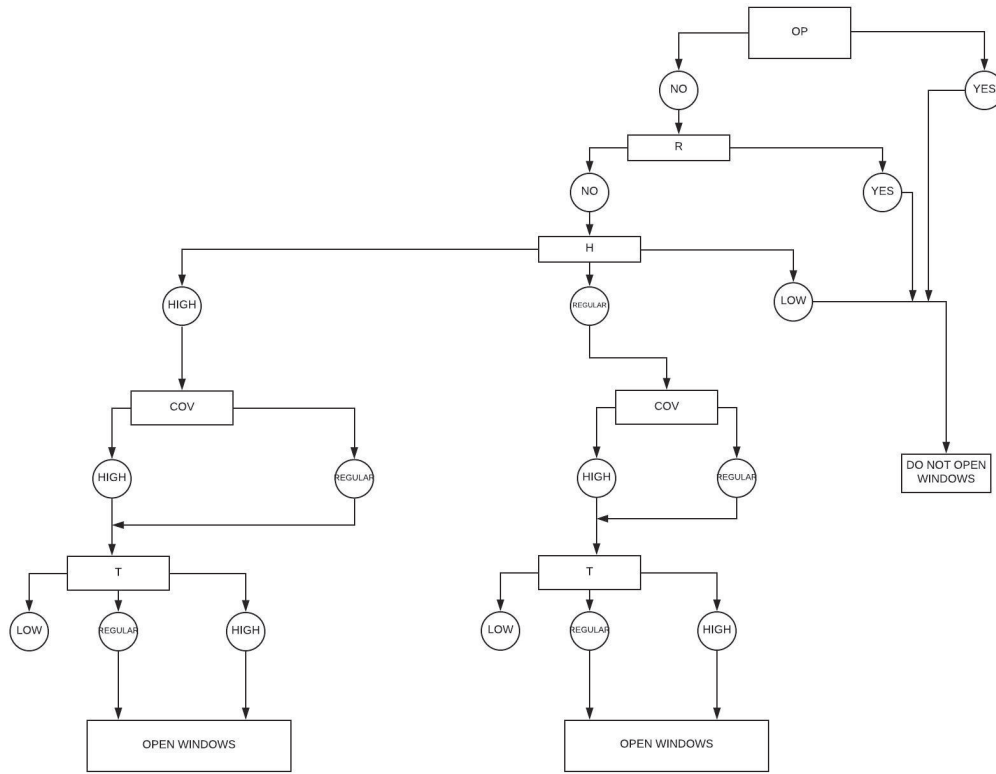 OP
NO
YES
R
NO
YES
H
HIGH
REGULAR
LOW
COV
COV
HIGH
REGULAR
HIGH
REGULAR
DO NOT OPEN
WINDOWS
T
T
LOW
REGULAR
HIGH
LOW
REGULAR
HIGH
OPEN WINDOWS
OPEN WINDOWS